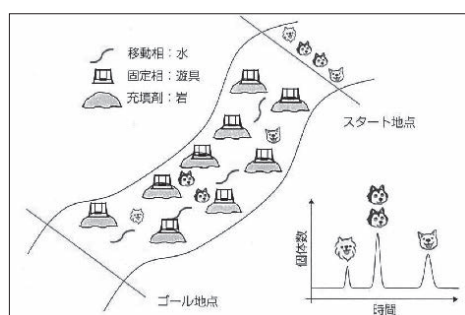 移動相：水
固定相：遊具
充填剤：岩
スタート地点
ゴール地点
個体数
時間